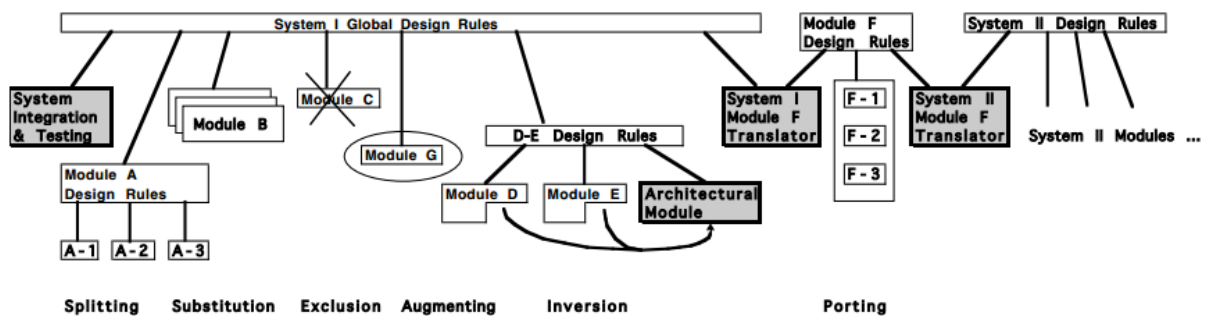 System I Global Design Rules
Module F
Design Rules
System II Design Rules
System
Integration
& Testing
Module B
Module C
Module G
D-E Design Rules
System I
Module F
Translator
F-1
F-2
F-3
System II
Module F
Translator
System II Modules ...
Module A
Design Rules
Module D
Module E
Architectural
Module
A-1
A-2
A-3
Splitting
Substitution
Exclusion
Augmenting
Inversion
Porting